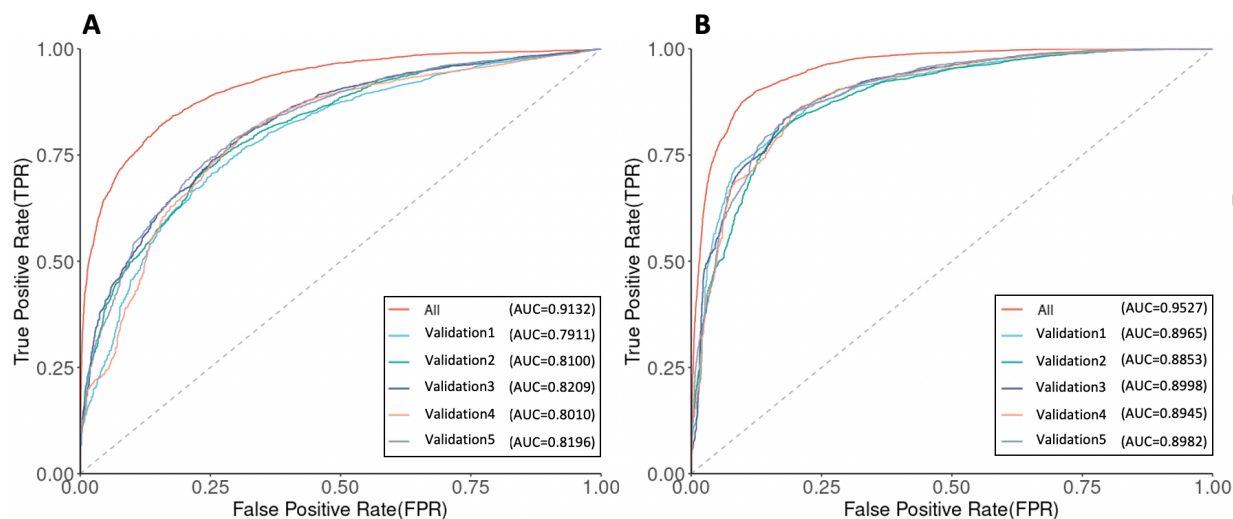 A
1.00
0.75
0.50
0.25
0.00
True Positive Rate(TPR)
0.00 0.25 0.50 0.75 1.00
False Positive Rate(FPR)
All (AUC=0.9132)
Validation1 (AUC=0.7911)
Validation2 (AUC=0.8100)
Validation3 (AUC=0.8209)
Validation4 (AUC=0.8010)
Validation5 (AUC=0.8196)
B
1.00
0.75
0.50
0.25
0.00
True Positive Rate(TPR)
0.00 0.25 0.50 0.75 1.00
False Positive Rate(FPR)
All (AUC=0.9527)
Validation1 (AUC=0.8965)
Validation2 (AUC=0.8853)
Validation3 (AUC=0.8998)
Validation4 (AUC=0.8945)
Validation5 (AUC=0.8982)